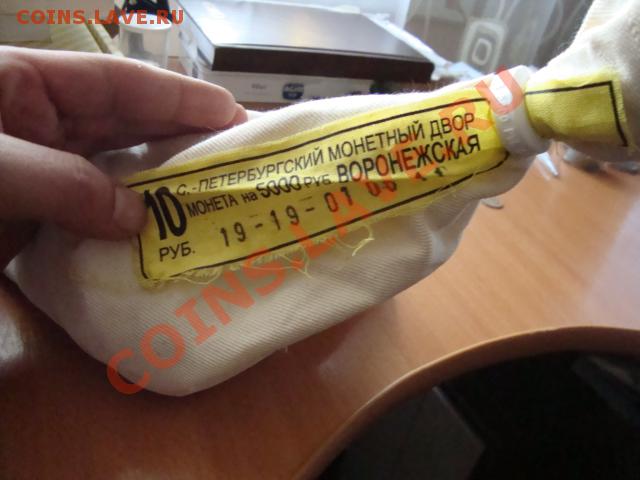 COINS.LAVE.RU
10
РУБ.
С.-ПЕТЕРБУРГСКИЙ МОНЕТНЫЙ ДВОР
МОНЕТА на 5000 РУБ. ВОРОНЕЖСКАЯ
19-19-01 06
COINS.LAVE.RU